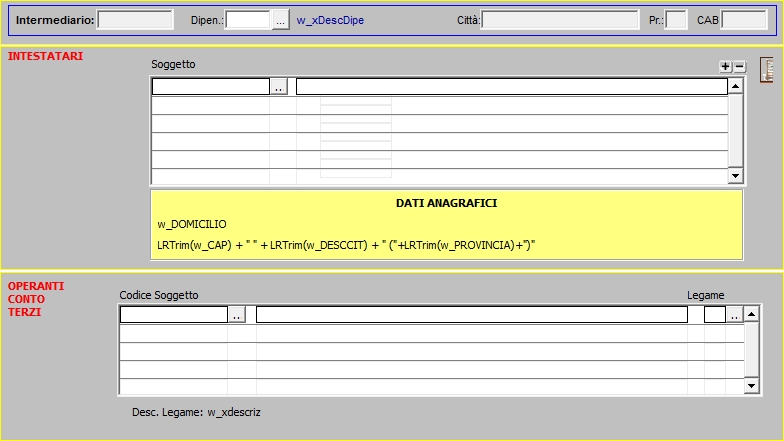 Intermediario: Dipen.: ... w_xDescDipe Città: Pr.: CAB
INTESTATARI
Soggetto
+ −
..
DATI ANAGRAFICI
w_DOMICILIO
LRTrim(w_CAP) + " " + LRTrim(w_DESCCIT) + " ("+LRTrim(w_PROVINCIA)+")"
OPERANTI
CONTO
TERZI
Codice Soggetto Legame
.. ..
Desc. Legame: w_xdescriz